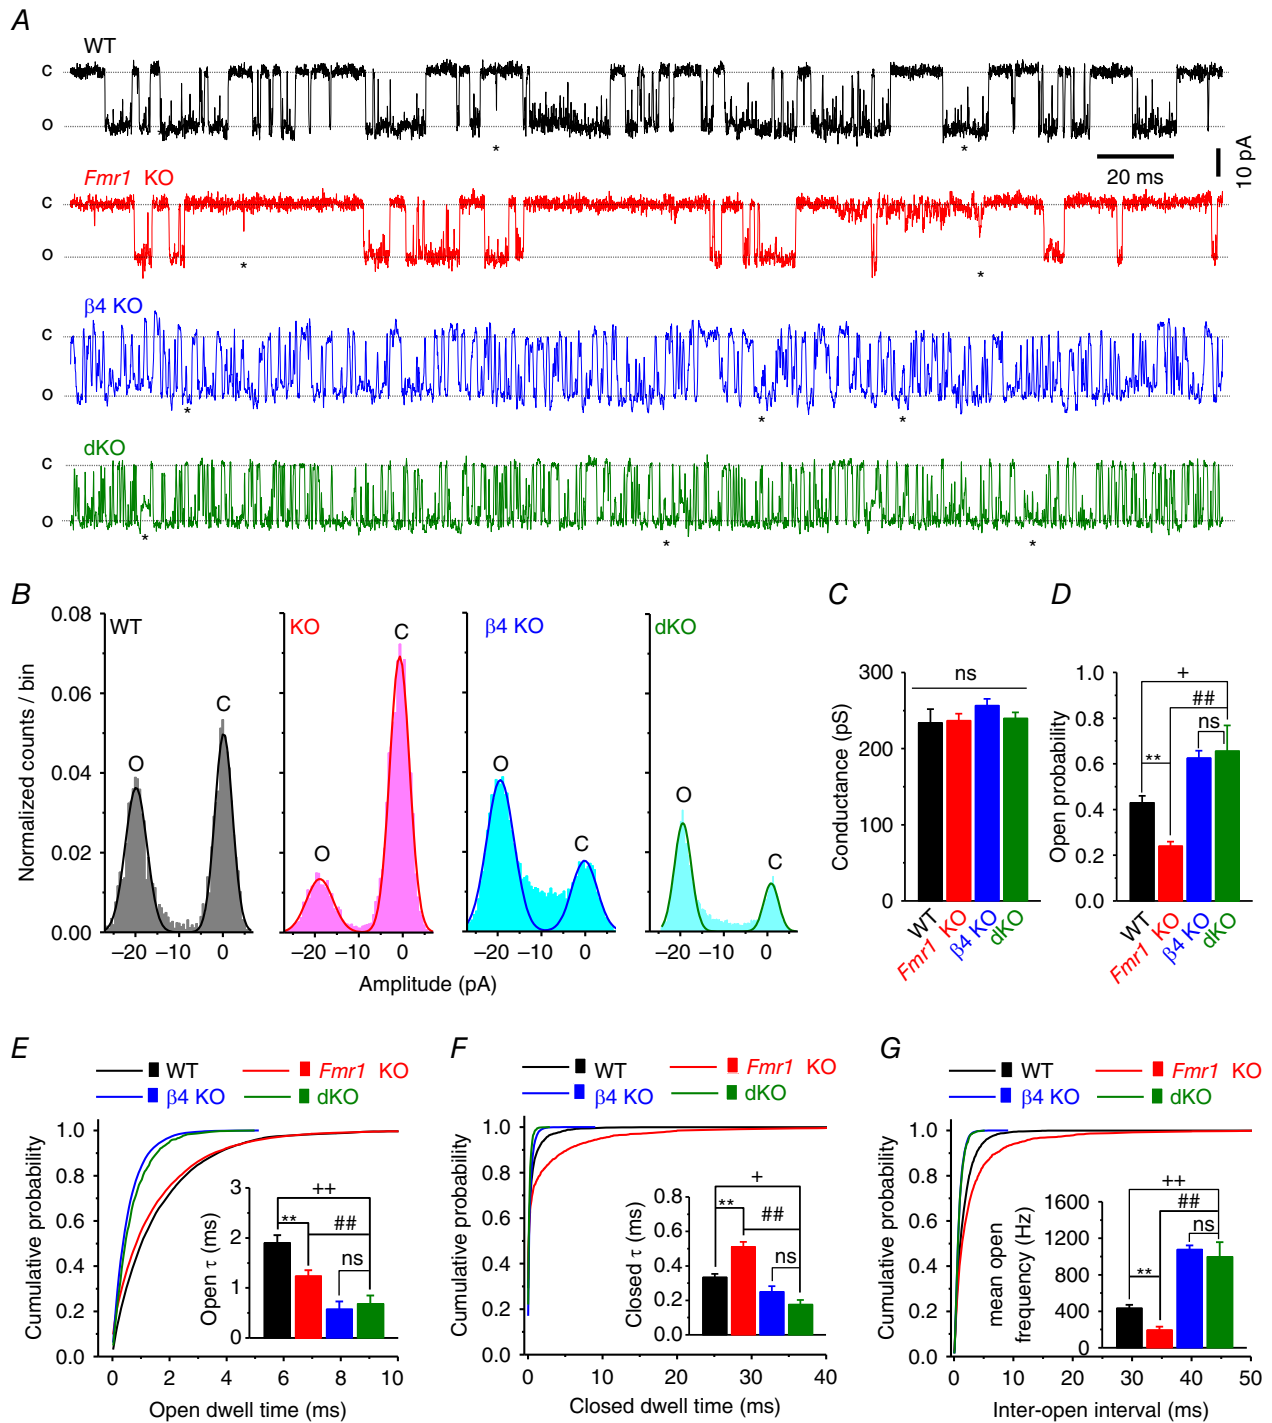 A
WT
c
o
*
*
20 ms
10 pA
Fmr1 KO
c
o
*
*
β4 KO
c
o
*
*
*
dKO
c
o
*
*
*
B
Normalized counts / bin
0.08
0.06
0.04
0.02
0.00
WT
O
C
KO
O
C
β4 KO
O
C
dKO
O
C
−20 −10 0
−20 −10 0
−20 −10 0
−20 −10 0
Amplitude (pA)
C
Conductance (pS)
300
200
100
0
ns
WT
Fmr1 KO
β4 KO
dKO
D
Open probability
1.0
0.8
0.6
0.4
0.2
0.0
+
##
ns
**
WT
Fmr1 KO
β4 KO
dKO
E
WT
Fmr1 KO
β4 KO
dKO
Cumulative probability
1.0
0.8
0.6
0.4
0.2
0.0
0 2 4 6 8 10
Open dwell time (ms)
Open τ (ms)
3
2
1
0
++
**
##
ns
F
WT
Fmr1 KO
β4 KO
dKO
Cumulative probability
1.0
0.8
0.6
0.4
0.2
0.0
0 10 20 30 40
Closed dwell time (ms)
Closed τ (ms)
0.8
0.6
0.4
0.2
0.0
+
**
##
ns
G
WT
Fmr1 KO
β4 KO
dKO
Cumulative probability
1.0
0.8
0.6
0.4
0.2
0.0
0 10 20 30 40 50
Inter-open interval (ms)
mean open
frequency (Hz)
1600
1200
800
400
0
++
##
ns
**